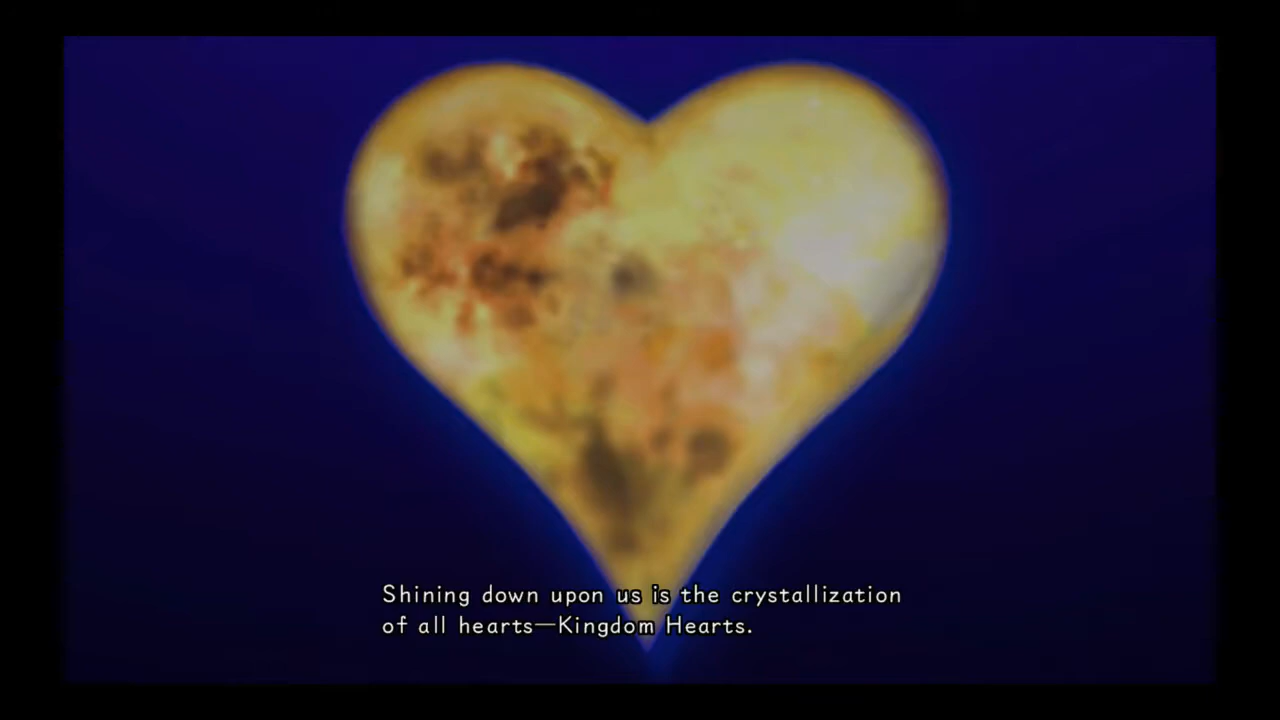 Shining down upon us is the crystallization
of all hearts—Kingdom Hearts.